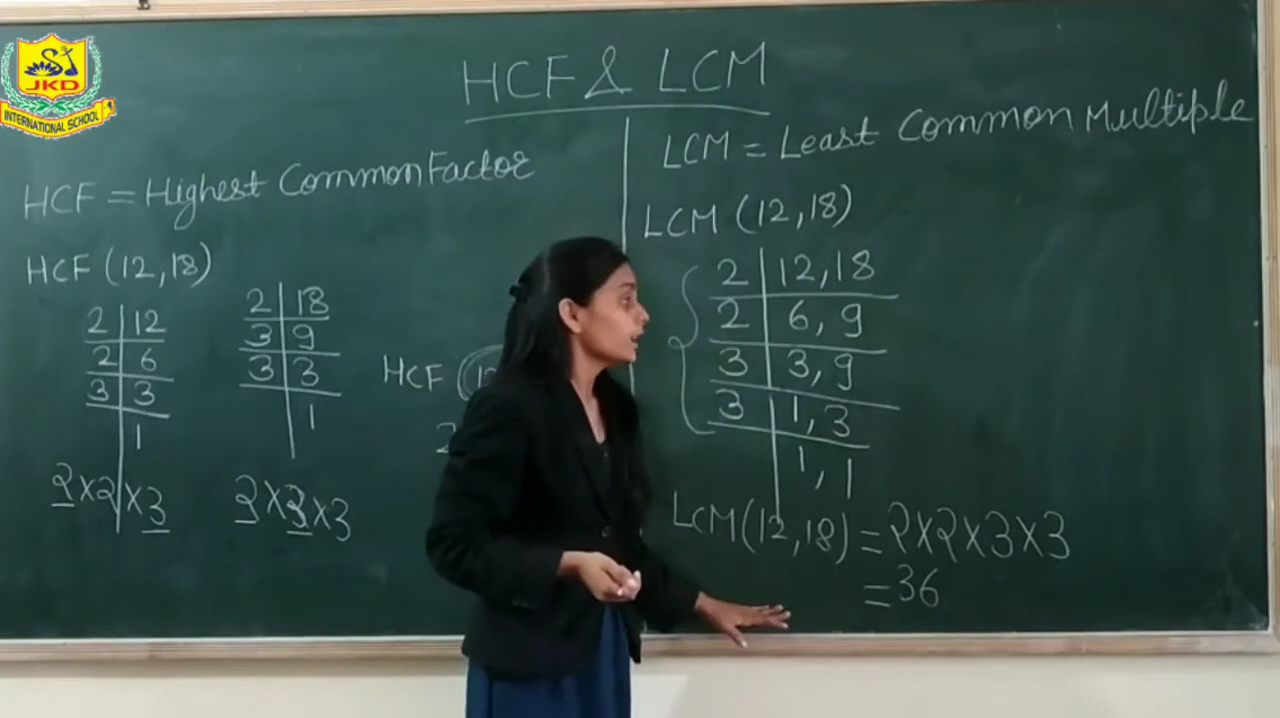 JKD
INTERNATIONAL SCHOOL
HCF & LCM
HCF = Highest Common Factor
HCF (12,18)
2 | 12
2 | 6
3 | 3
1
2×2×3
2 | 18
3 | 9
3 | 3
1
2×3×3
HCF (
2
LCM = Least Common Multiple
LCM (12,18)
2 | 12, 18
2 | 6, 9
3 | 3, 9
3 | 1, 3
1, 1
LCM(12,18) = 2×2×3×3
= 36